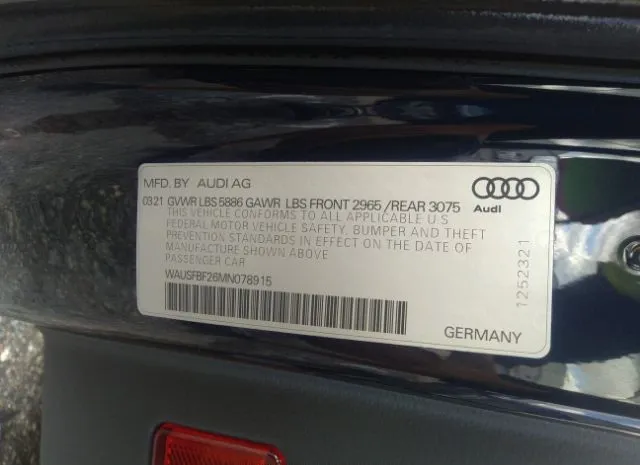 MFD. BY AUDI AG
0321 GVWR LBS 5886 GAWR LBS FRONT 2965 /REAR 3075
THIS VEHICLE CONFORMS TO ALL APPLICABLE U.S
FEDERAL MOTOR VEHICLE SAFETY, BUMPER AND THEFT
PREVENTION STANDARDS IN EFFECT ON THE DATE OF
MANUFACTURE SHOWN ABOVE
PASSENGER CAR
WAUSFBF26MN078915
Audi
1252321
GERMANY